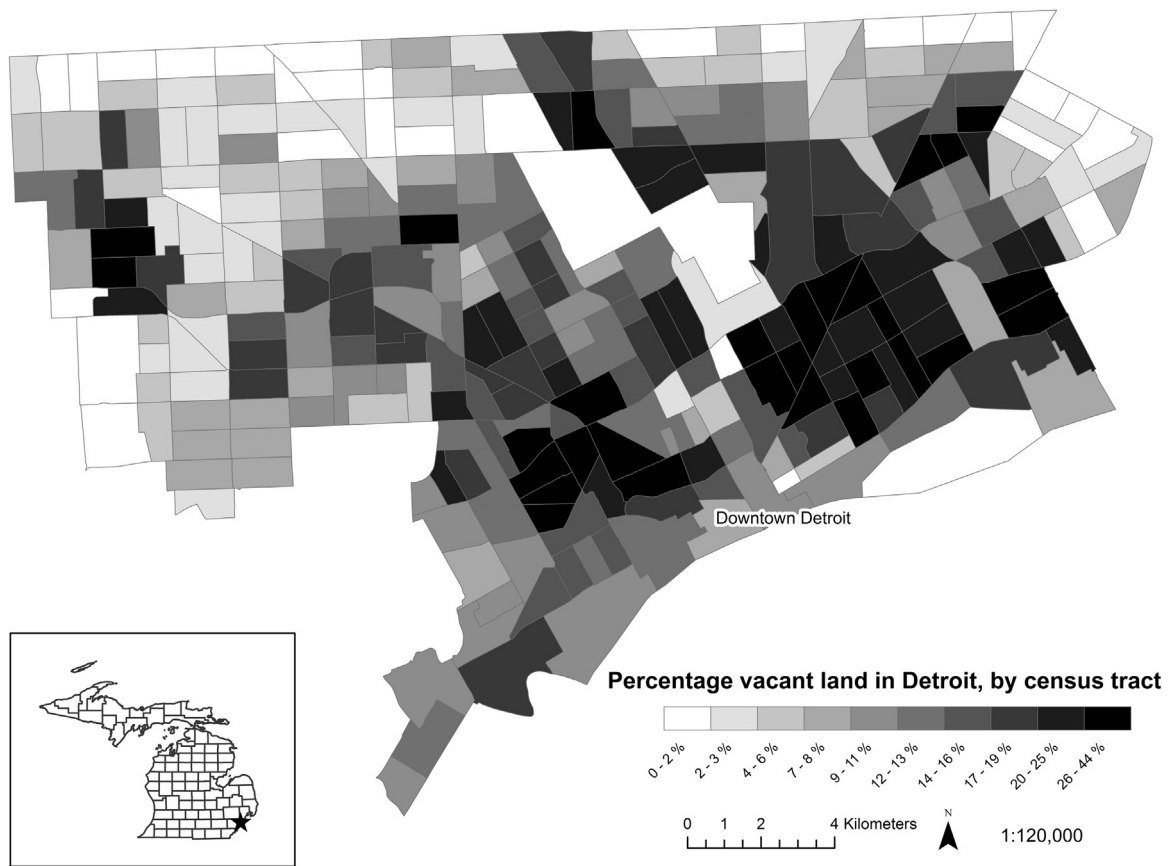 Downtown Detroit
Percentage vacant land in Detroit, by census tract
0 - 2 %
2 - 3 %
4 - 6 %
7 - 8 %
9 - 11 %
12 - 13 %
14 - 16 %
17 - 19 %
20 - 25 %
26 - 44 %
0 1 2 4 Kilometers
N
1:120,000